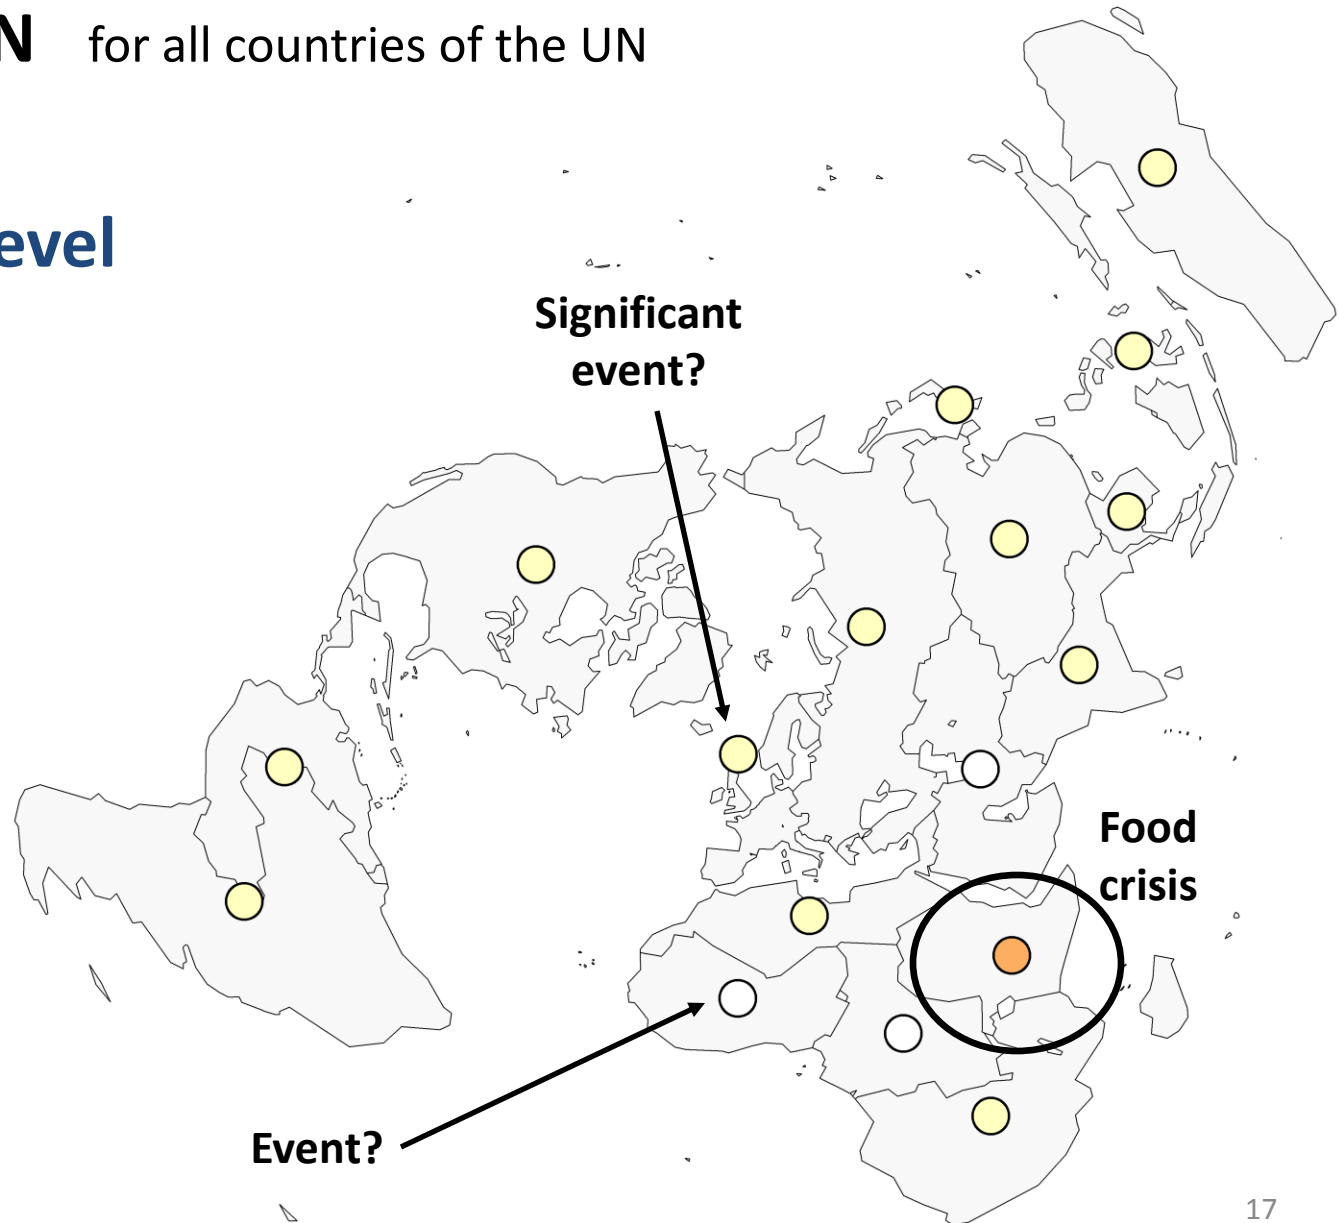 N for all countries of the UN
evel
Significant
event?
Food
crisis
Event?
17